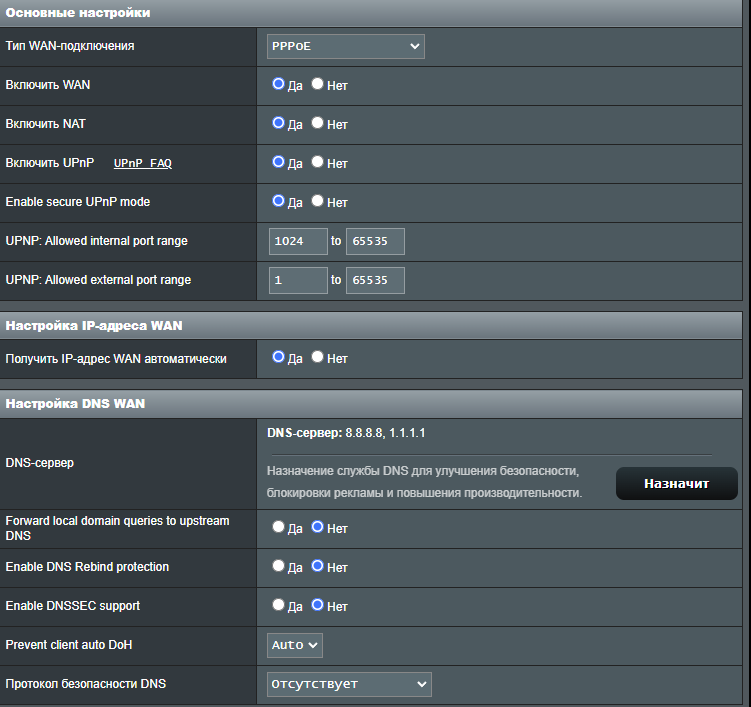 Основные настройки
Тип WAN-подключения PPPoE
Включить WAN Да Нет
Включить NAT Да Нет
Включить UPnP UPnP FAQ Да Нет
Enable secure UPnP mode Да Нет
UPNP: Allowed internal port range 1024 to 65535
UPNP: Allowed external port range 1 to 65535
Настройка IP-адреса WAN
Получить IP-адрес WAN автоматически Да Нет
Настройка DNS WAN
DNS-сервер
DNS-сервер: 8.8.8.8, 1.1.1.1
Назначение службы DNS для улучшения безопасности,
блокировки рекламы и повышения производительности.
Назначит
Forward local domain queries to upstream
DNS Да Нет
Enable DNS Rebind protection Да Нет
Enable DNSSEC support Да Нет
Prevent client auto DoH Auto
Протокол безопасности DNS Отсутствует